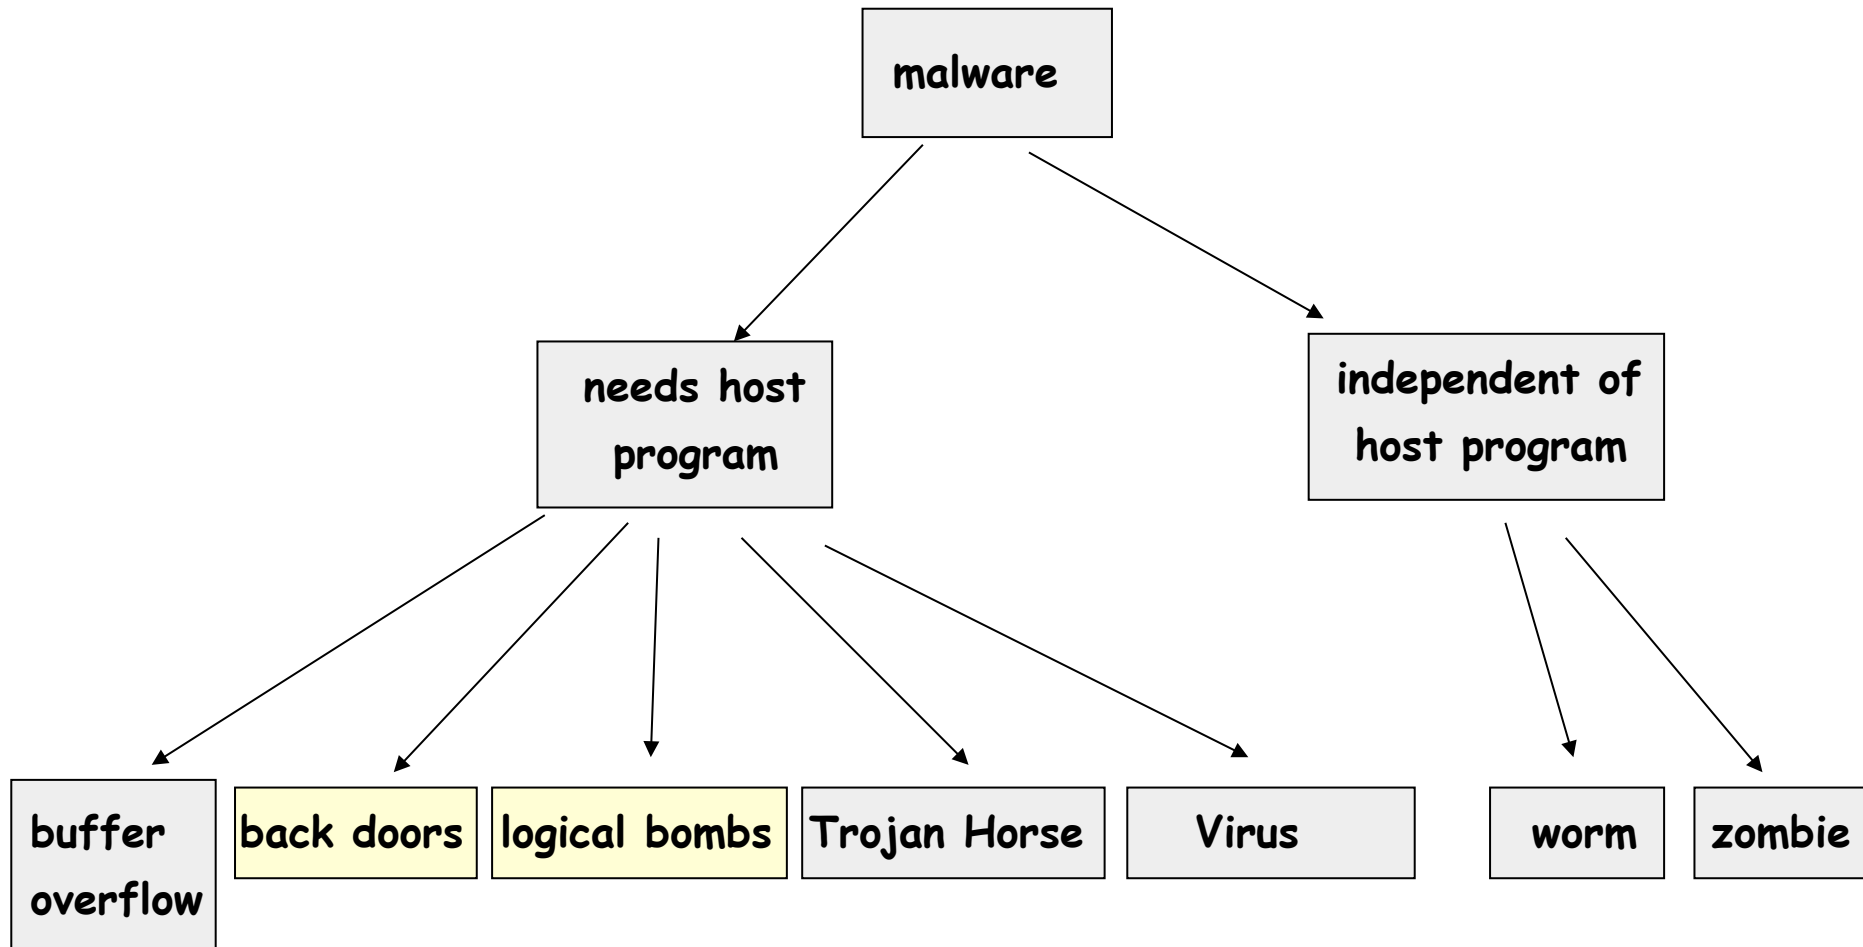 malware
needs host
program
independent of
host program
buffer
overflow
back doors
logical bombs
Trojan Horse
Virus
worm
zombie